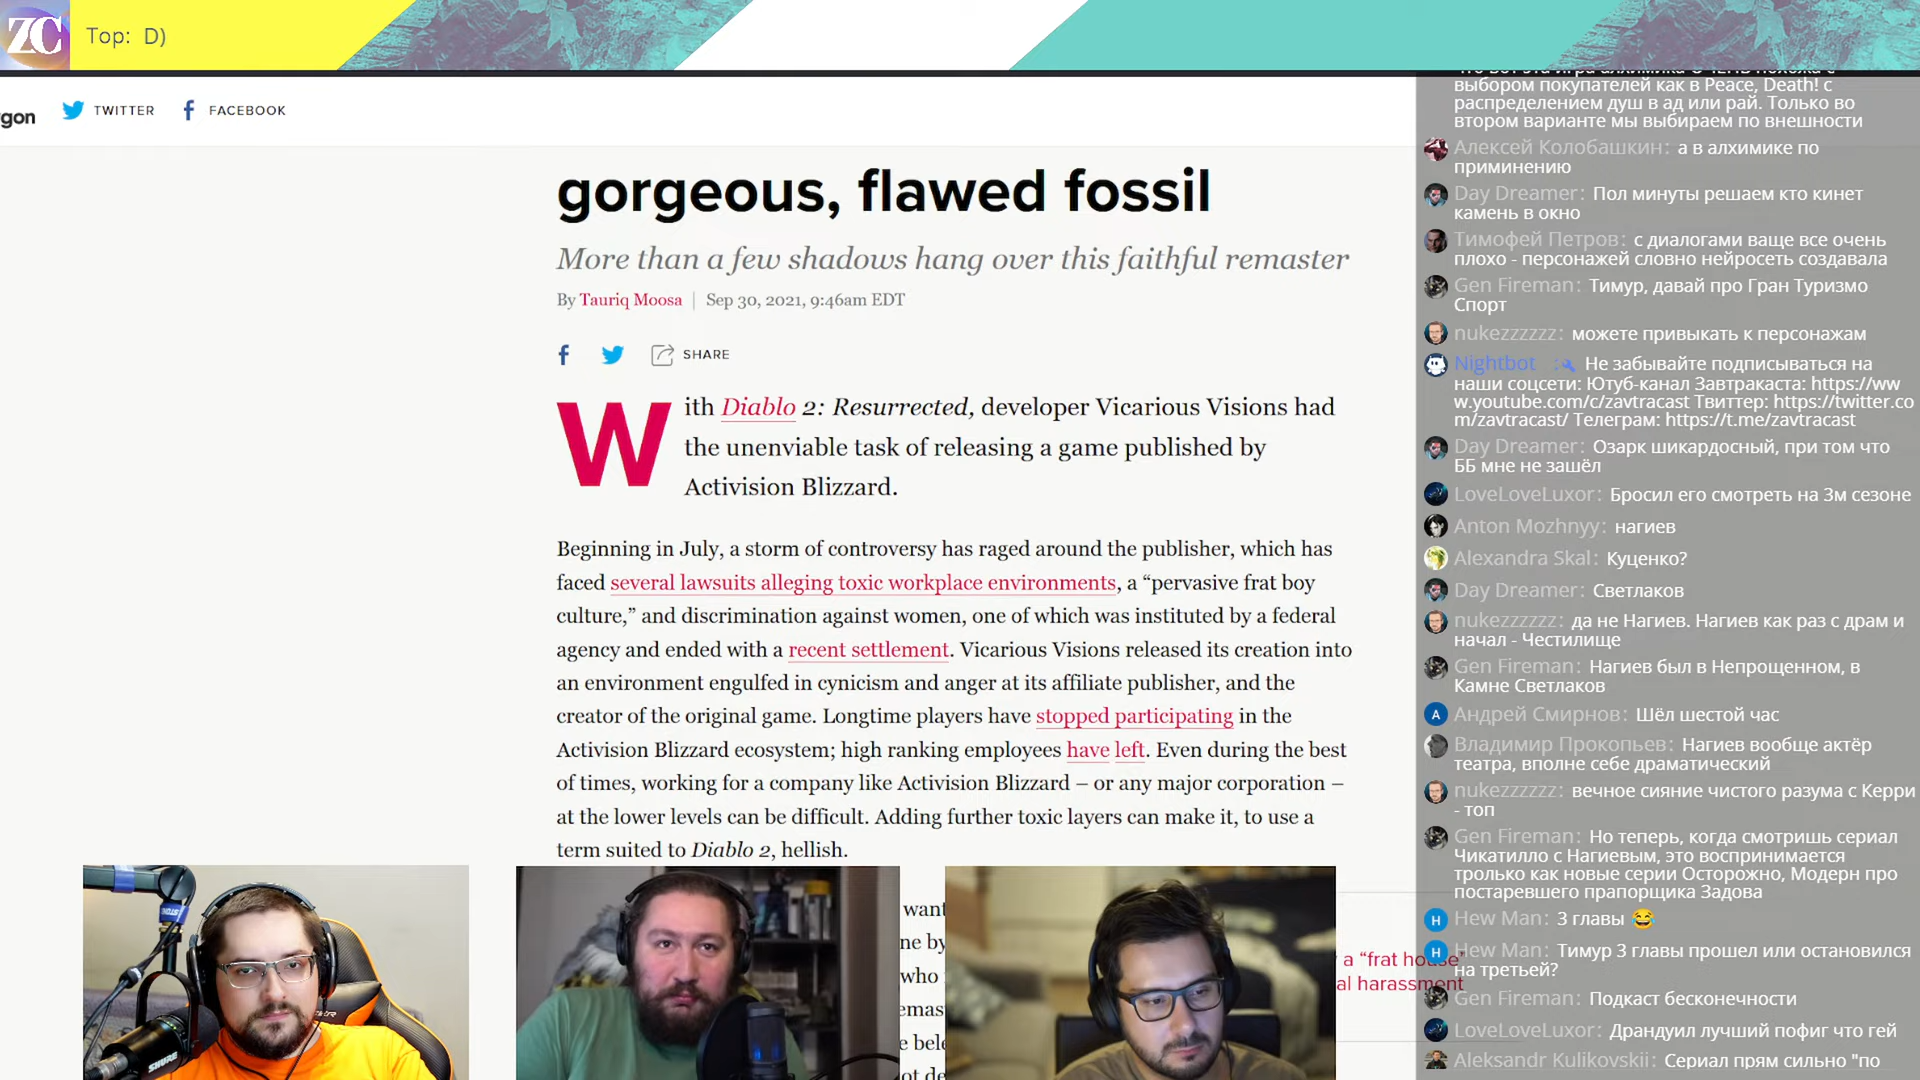 ZC
Top: D)
gon
TWITTER
FACEBOOK
gorgeous, flawed fossil
More than a few shadows hang over this faithful remaster
By Tauriq Moosa | Sep 30, 2021, 9:46am EDT
SHARE
With Diablo 2: Resurrected, developer Vicarious Visions had
the unenviable task of releasing a game published by
Activision Blizzard.
Beginning in July, a storm of controversy has raged around the publisher, which has
faced several lawsuits alleging toxic workplace environments, a “pervasive frat boy
culture,” and discrimination against women, one of which was instituted by a federal
agency and ended with a recent settlement. Vicarious Visions released its creation into
an environment engulfed in cynicism and anger at its affiliate publisher, and the
creator of the original game. Longtime players have stopped participating in the
Activision Blizzard ecosystem; high ranking employees have left. Even during the best
of times, working for a company like Activision Blizzard – or any major corporation –
at the lower levels can be difficult. Adding further toxic layers can make it, to use a
term suited to Diablo 2, hellish.
want
ne by
who
emas
e bele
ot de
a “frat house”
al harassment
SHURE
выбором покупателей как в Peace, Death! с
распределением душ в ад или рай. Только во
втором варианте мы выбираем по внешности
Алексей Колобашкин: а в алхимике по
приминению
Day Dreamer: Пол минуты решаем кто кинет
камень в окно
Тимофей Петров: с диалогами ваще все очень
плохо - персонажей словно нейросеть создавала
Gen Fireman: Тимур, давай про Гран Туризмо
Спорт
nukezzzzzz: можете привыкать к персонажам
Nightbot : Не забывайте подписываться на
наши соцсети: Ютуб-канал Завтракаста: https://ww
w.youtube.com/c/zavtracast Твиттер: https://twitter.co
m/zavtracast/ Телеграм: https://t.me/zavtracast
Day Dreamer: Озарк шикардосный, при том что
ББ мне не зашёл
LoveLoveLuxor: Бросил его смотреть на 3м сезоне
Anton Mozhnyy: нагиев
Alexandra Skal: Куценко?
Day Dreamer: Светлаков
nukezzzzzz: да не Нагиев. Нагиев как раз с драм и
начал - Честилище
Gen Fireman: Нагиев был в Непрощенном, в
Камне Светлаков
А Андрей Смирнов: Шёл шестой час
Владимир Прокопьев: Нагиев вообще актёр
театра, вполне себе драматический
nukezzzzzz: вечное сияние чистого разума с Керри
- топ
Gen Fireman: Но теперь, когда смотришь сериал
Чикатилло с Нагиевым, это воспринимается
тролько как новые серии Осторожно, Модерн про
постаревшего прапорщика Задова
H Hew Man: 3 главы 😂
H Hew Man: Тимур 3 главы прошел или остановился
на третьей?
Gen Fireman: Подкаст бесконечности
LoveLoveLuxor: Драндуил лучший пофиг что гей
Aleksandr Kulikovskii: Сериал прям сильно "по